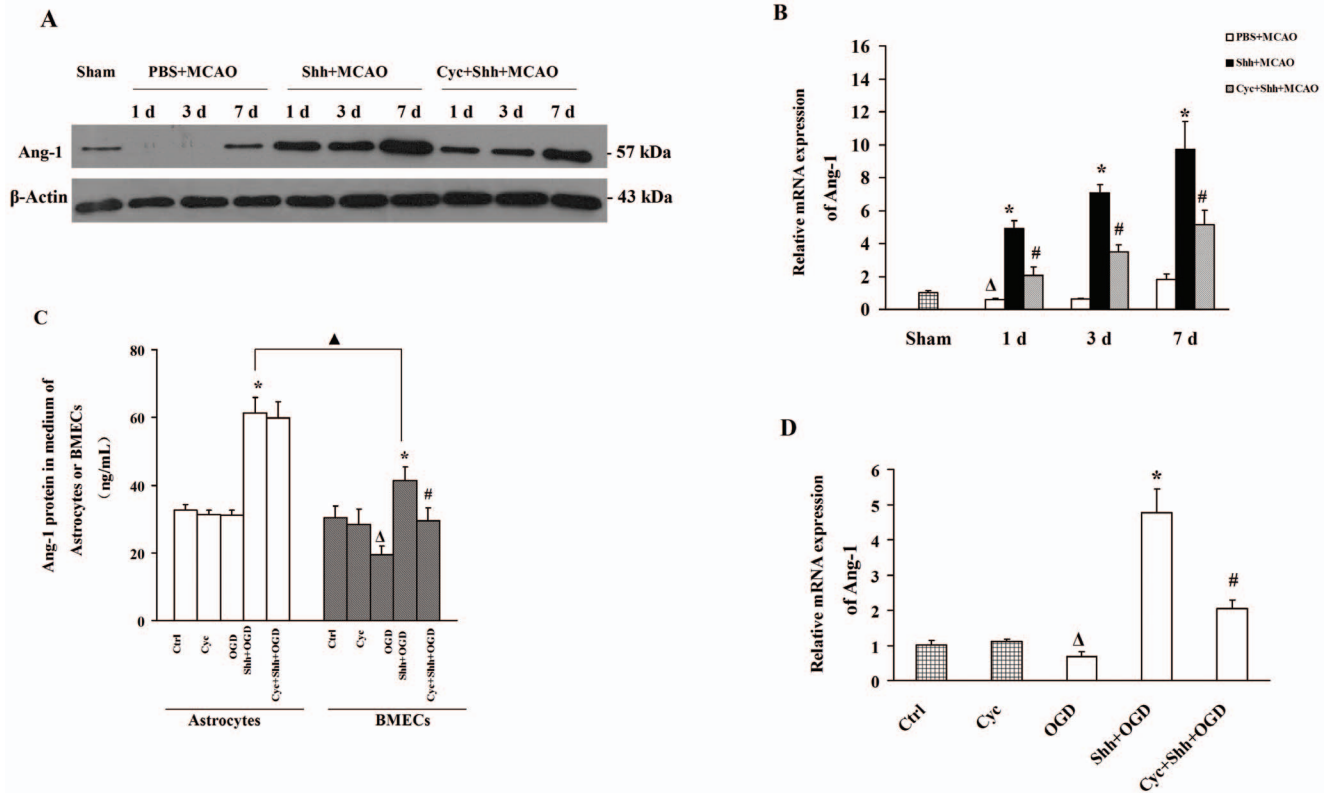 A
Sham PBS+MCAO Shh+MCAO Cyc+Shh+MCAO
1 d 3 d 7 d 1 d 3 d 7 d 1 d 3 d 7 d
Ang-1 - 57 kDa
β-Actin - 43 kDa
B
PBS+MCAO
Shh+MCAO
Cyc+Shh+MCAO
Relative mRNA expression
of Ang-1
16
14
12
10
8
6
4
2
0
Δ * # * # * #
Sham 1 d 3 d 7 d
C
Ang-1 protein in medium of
Astrocytes or BMECs
(ng/mL)
80
60
40
20
0
▲
* Δ * #
Ctrl Cyc OGD Shh+OGD Cyc+Shh+OGD Ctrl Cyc OGD Shh+OGD Cyc+Shh+OGD
Astrocytes BMECs
D
Relative mRNA expression
of Ang-1
6
5
4
3
2
1
0
Δ * #
Ctrl Cyc OGD Shh+OGD Cyc+Shh+OGD